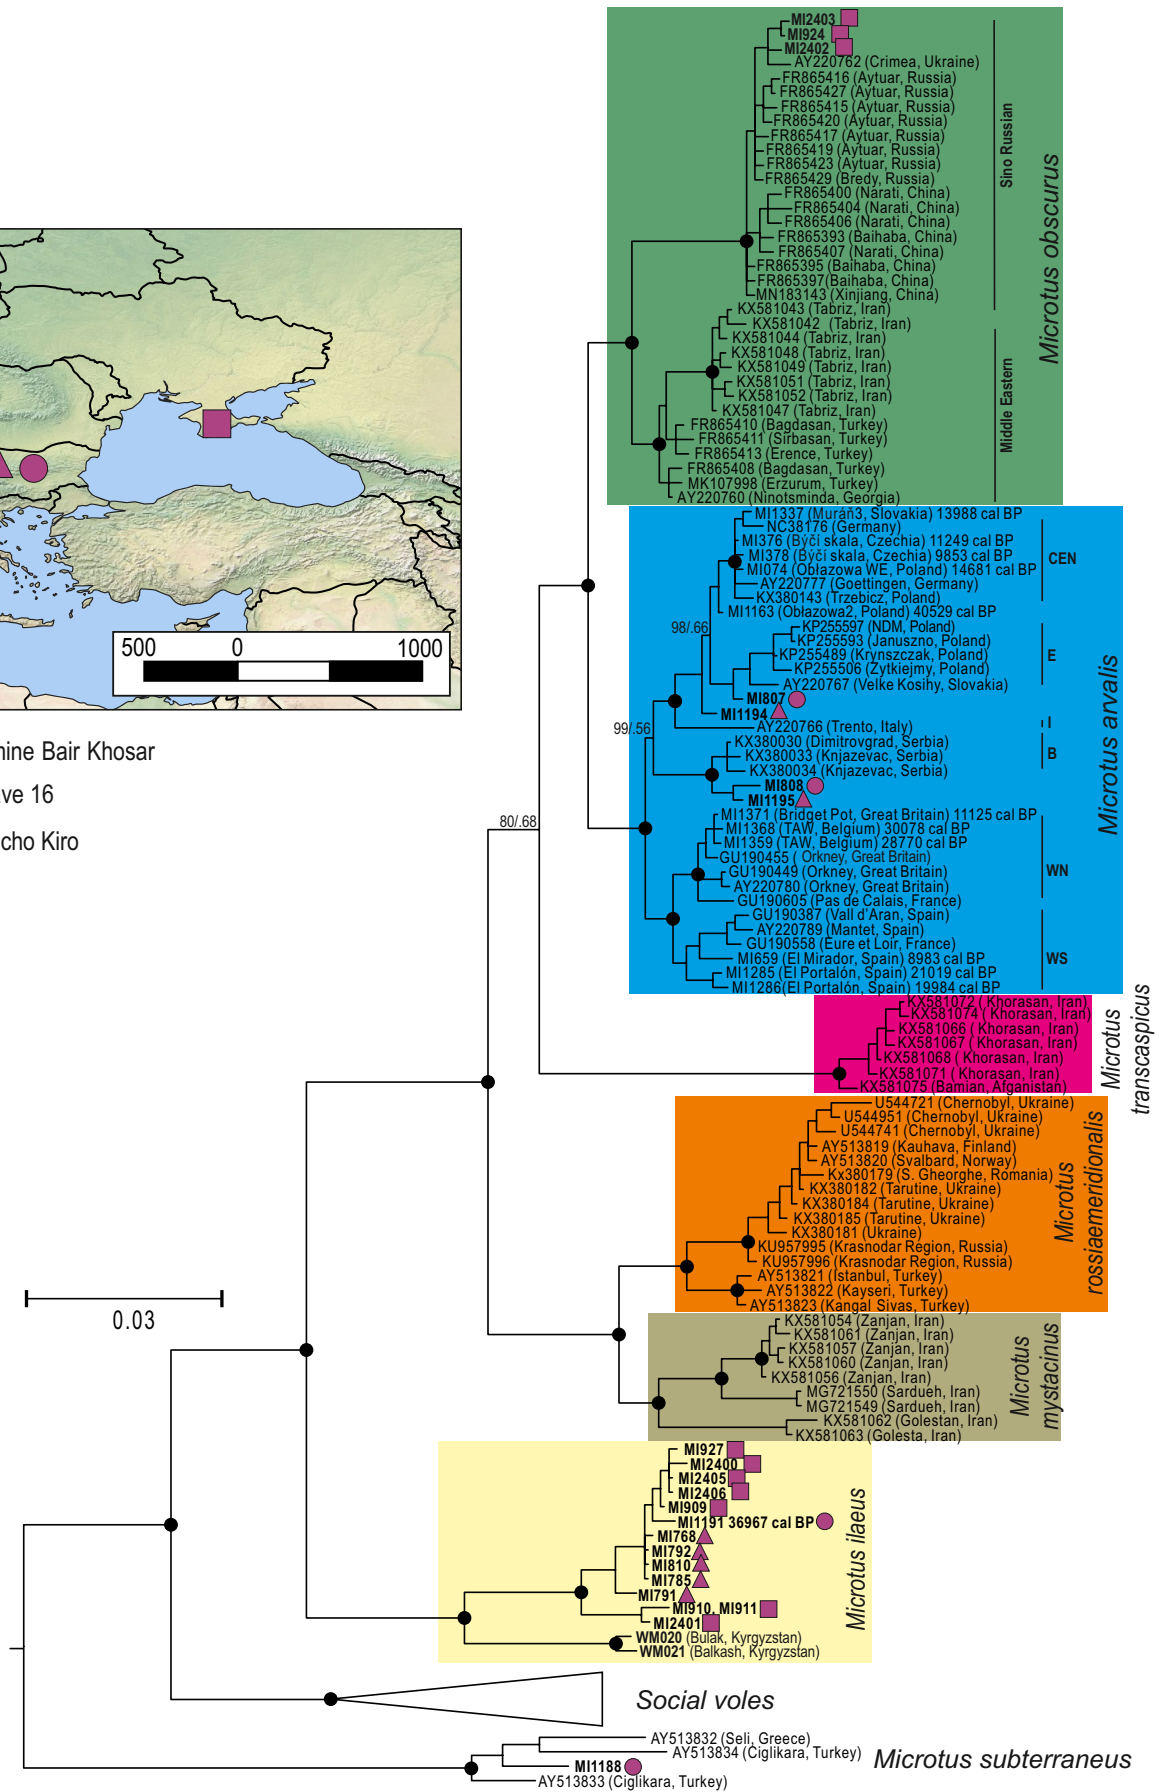 MI2403
MI924
MI2402
AY220762 (Crimea, Ukraine)
FR865416 (Aytuar, Russia)
FR865427 (Aytuar, Russia)
FR865415 (Aytuar, Russia)
FR865420 (Aytuar, Russia)
FR865417 (Aytuar, Russia)
FR865419 (Aytuar, Russia)
FR865423 (Aytuar, Russia)
FR865429 (Bredy, Russia)
FR865400 (Narati, China)
FR865404 (Narati, China)
FR865406 (Narati, China)
FR865393 (Baihaba, China)
FR865407 (Narati, China)
FR865395 (Baihaba, China)
FR865397(Baihaba, China)
MN183143 (Xinjiang, China)
Sino Russian
KX581043 (Tabriz, Iran)
KX581042 (Tabriz, Iran)
KX581044 (Tabriz, Iran)
KX581048 (Tabriz, Iran)
KX581049 (Tabriz, Iran)
KX581051 (Tabriz, Iran)
KX581052 (Tabriz, Iran)
KX581047 (Tabriz, Iran)
FR865410 (Bagdasan, Turkey)
FR865411 (Sirbasan, Turkey)
FR865413 (Erence, Turkey)
FR865408 (Bagdasan, Turkey)
MK107998 (Erzurum, Turkey)
AY220760 (Ninotsminda, Georgia)
Middle Eastern
Microtus obscurus
500 0 1000
mine Bair Khosar
ave 16
cho Kiro
MI1337 (Muráň3, Slovakia) 13988 cal BP
NC38176 (Germany)
MI376 (Býčí skala, Czechia) 11249 cal BP
MI378 (Býčí skala, Czechia) 9853 cal BP
MI074 (Obłazowa WE, Poland) 14681 cal BP
AY220777 (Goettingen, Germany)
KX380143 (Trzebicz, Poland)
MI1163 (Obłazowa2, Poland) 40529 cal BP
CEN
98/.66
KP255597 (NDM, Poland)
KP255593 (Januszno, Poland)
KP255489 (Krynszczak, Poland)
KP255506 (Zytkiejmy, Poland)
AY220767 (Velke Kosihy, Slovakia)
E
MI807
MI1194
AY220766 (Trento, Italy)
I
99/.56
KX380030 (Dimitrovgrad, Serbia)
KX380033 (Knjazevac, Serbia)
KX380034 (Knjazevac, Serbia)
B
MI808
MI1195
MI1371 (Bridget Pot, Great Britain) 11125 cal BP
MI1368 (TAW, Belgium) 30078 cal BP
MI1359 (TAW, Belgium) 28770 cal BP
GU190455 ( Orkney, Great Britain)
GU190449 (Orkney, Great Britain)
AY220780 (Orkney, Great Britain)
GU190605 (Pas de Calais, France)
WN
GU190387 (Vall d'Aran, Spain)
AY220789 (Mantet, Spain)
GU190558 (Eure et Loir, France)
MI659 (El Mirador, Spain) 8983 cal BP
MI1285 (El Portalón, Spain) 21019 cal BP
MI1286(El Portalón, Spain) 19984 cal BP
WS
Microtus arvalis
80/.68
KX581072 ( Khorasan, Iran)
KX581074 ( Khorasan, Iran)
KX581066 ( Khorasan, Iran)
KX581067 ( Khorasan, Iran)
KX581068 ( Khorasan, Iran)
KX581071 ( Khorasan, Iran)
KX581075 (Bamian, Afganistan)
Microtus
transcaspicus
U544721 (Chernobyl, Ukraine)
U544951 (Chernobyl, Ukraine)
U544741 (Chernobyl, Ukraine)
AY513819 (Kauhava, Finland)
AY513820 (Svalbard, Norway)
Kx380179 (S. Gheorghe, Romania)
KX380182 (Tarutine, Ukraine)
KX380184 (Tarutine, Ukraine)
KX380185 (Tarutine, Ukraine)
KX380181 (Ukraine)
KU957995 (Krasnodar Region, Russia)
KU957996 (Krasnodar Region, Russia)
AY513821 (Istanbul, Turkey)
AY513822 (Kayseri, Turkey)
AY513823 (Kangal Sivas, Turkey)
Microtus
rossiaemeridionalis
0.03
KX581054 (Zanjan, Iran)
KX581061 (Zanjan, Iran)
KX581057 (Zanjan, Iran)
KX581060 (Zanjan, Iran)
KX581056 (Zanjan, Iran)
MG721550 (Sardueh, Iran)
MG721549 (Sardueh, Iran)
KX581062 (Golestan, Iran)
KX581063 (Golesta, Iran)
Microtus
mystacinus
MI927
MI2400
MI2405
MI2406
MI909
MI1191 36967 cal BP
MI768
MI792
MI810
MI785
MI791
MI910, MI911
MI2401
WM020 (Bulak, Kyrgyzstan)
WM021 (Balkash, Kyrgyzstan)
Microtus ilaeus
Social voles
AY513832 (Seli, Greece)
AY513834 (Ciglikara, Turkey)
MI1188
AY513833 (Ciglikara, Turkey)
Microtus subterraneus